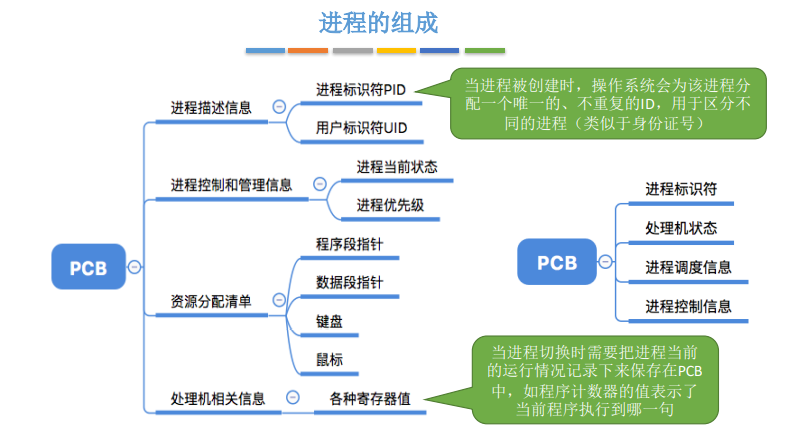 进程的组成
当进程被创建时，操作系统会为该进程分
配一个唯一的、不重复的ID，用于区分不
同的进程（类似于身份证号）
PCB
进程描述信息
进程标识符PID
用户标识符UID
进程控制和管理信息
进程当前状态
进程优先级
资源分配清单
程序段指针
数据段指针
键盘
鼠标
处理机相关信息
各种寄存器值
PCB
进程标识符
处理机状态
进程调度信息
进程控制信息
当进程切换时需要把进程当前
的运行情况记录下来保存在PCB
中，如程序计数器的值表示了
当前程序执行到哪一句